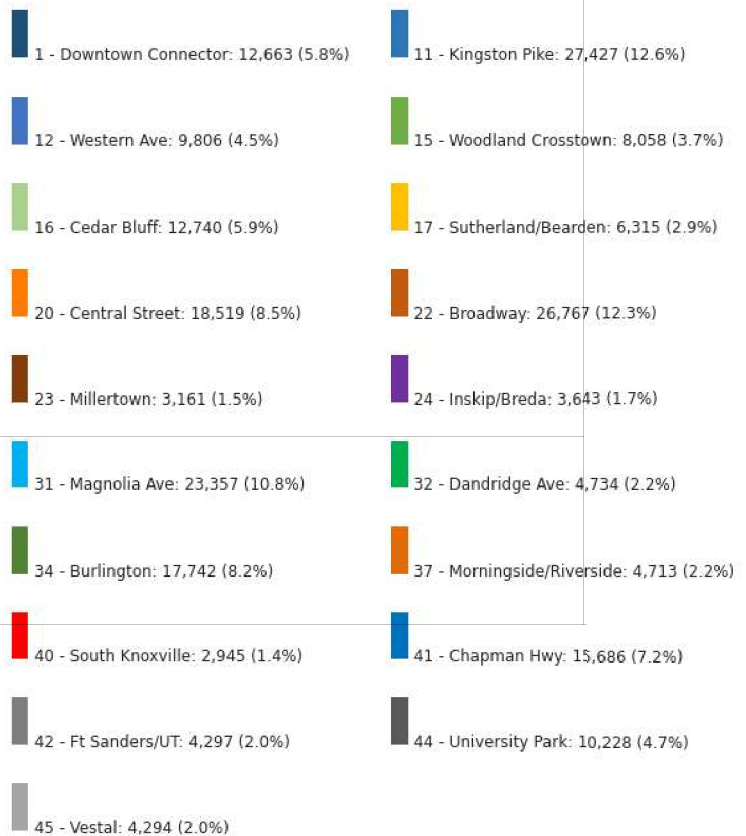 1 - Downtown Connector: 12,663 (5.8%)
11 - Kingston Pike: 27,427 (12.6%)
12 - Western Ave: 9,806 (4.5%)
15 - Woodland Crosstown: 8,058 (3.7%)
16 - Cedar Bluff: 12,740 (5.9%)
17 - Sutherland/Bearden: 6,315 (2.9%)
20 - Central Street: 18,519 (8.5%)
22 - Broadway: 26,767 (12.3%)
23 - Millertown: 3,161 (1.5%)
24 - Inskip/Breda: 3,643 (1.7%)
31 - Magnolia Ave: 23,357 (10.8%)
32 - Dandridge Ave: 4,734 (2.2%)
34 - Burlington: 17,742 (8.2%)
37 - Morningside/Riverside: 4,713 (2.2%)
40 - South Knoxville: 2,945 (1.4%)
41 - Chapman Hwy: 15,686 (7.2%)
42 - Ft Sanders/UT: 4,297 (2.0%)
44 - University Park: 10,228 (4.7%)
45 - Vestal: 4,294 (2.0%)